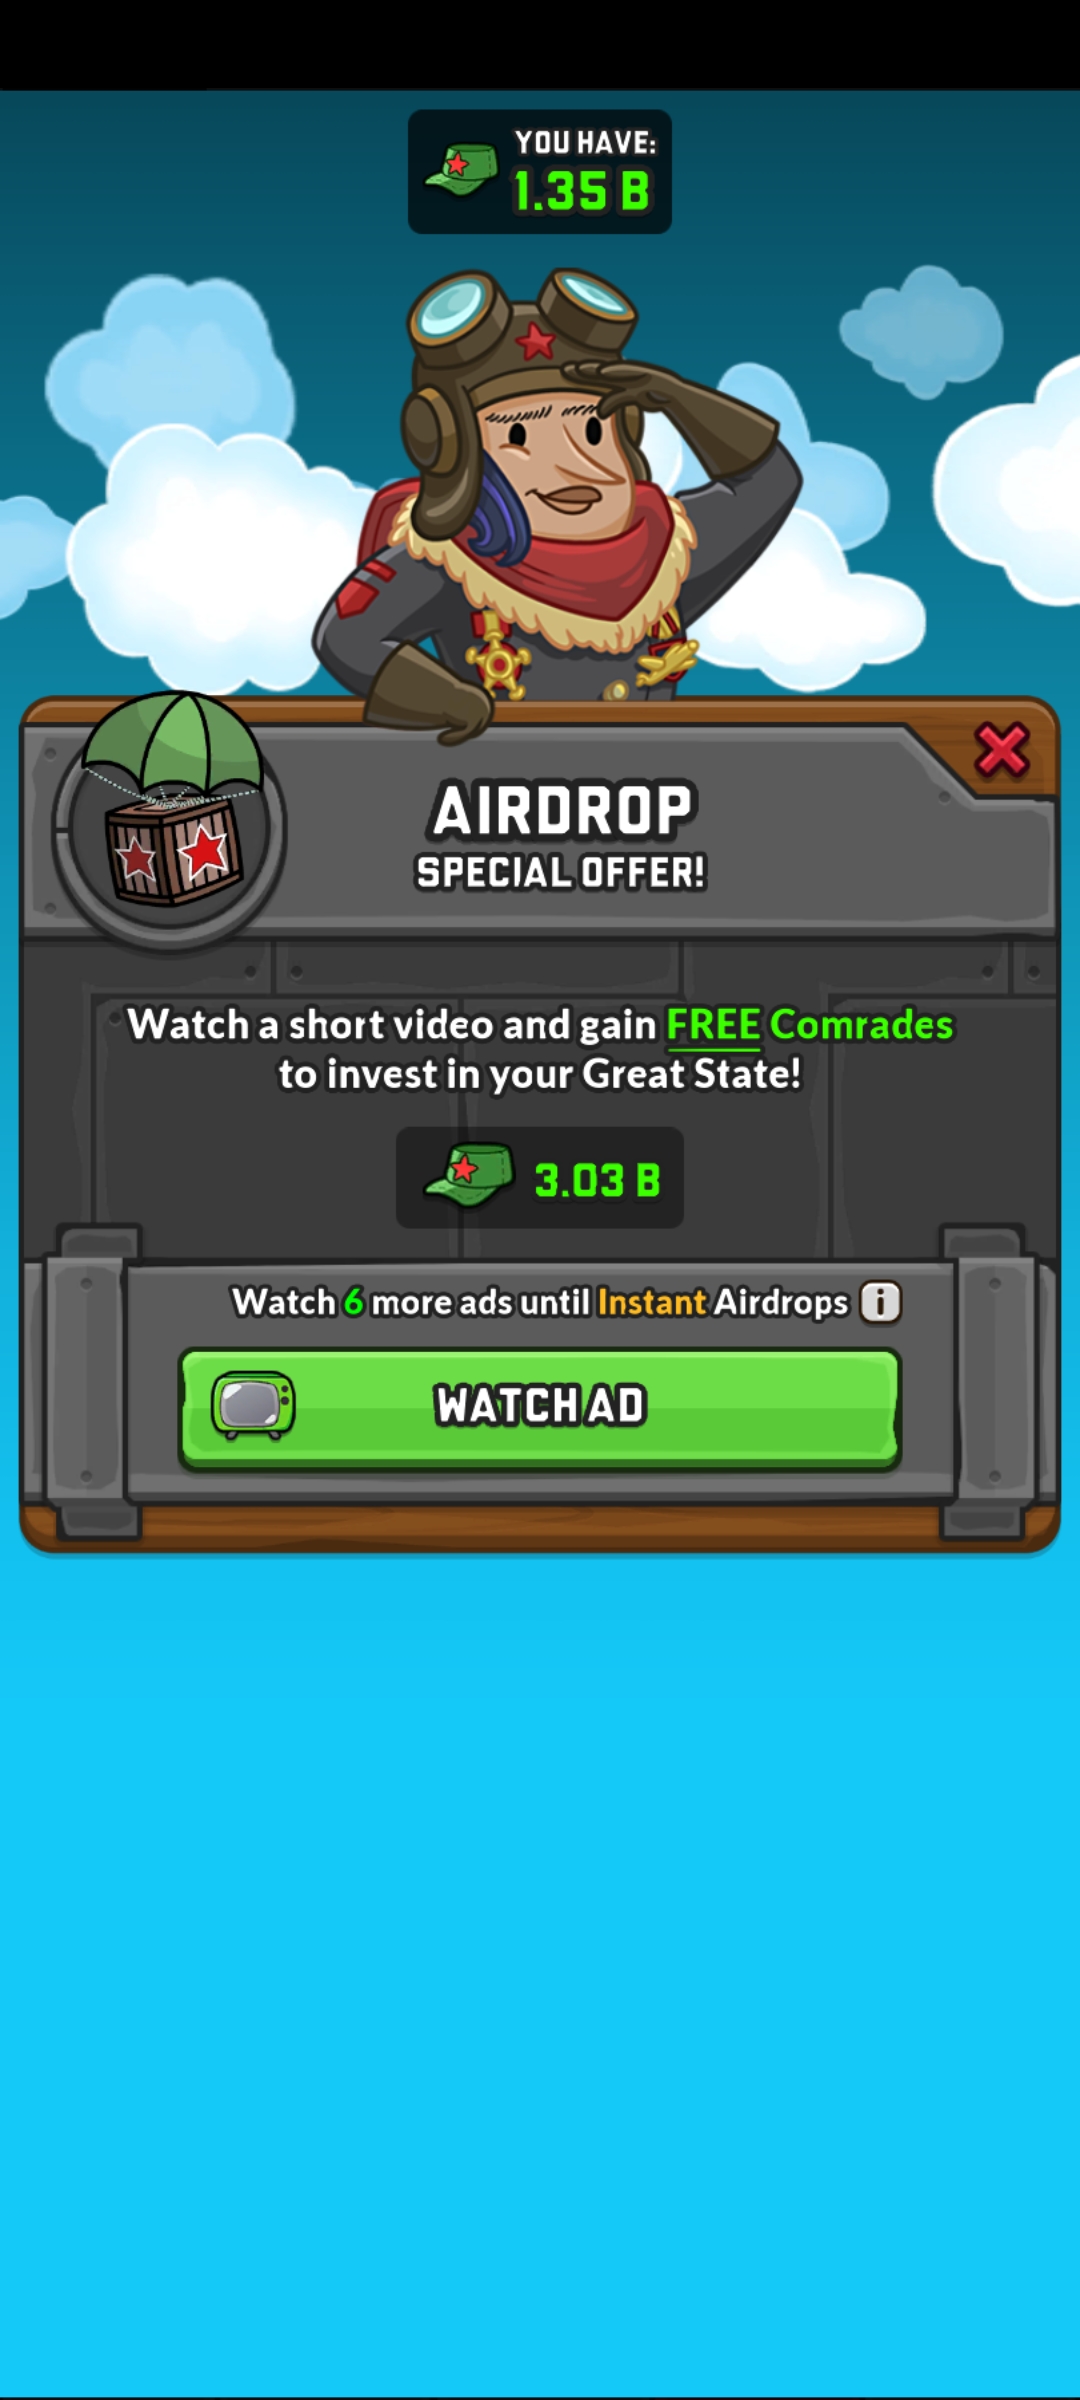 YOU HAVE:
1.35 B
AIRDROP
SPECIAL OFFER!
Watch a short video and gain FREE Comrades
to invest in your Great State!
3.03 B
Watch 6 more ads until Instant Airdrops i
WATCH AD